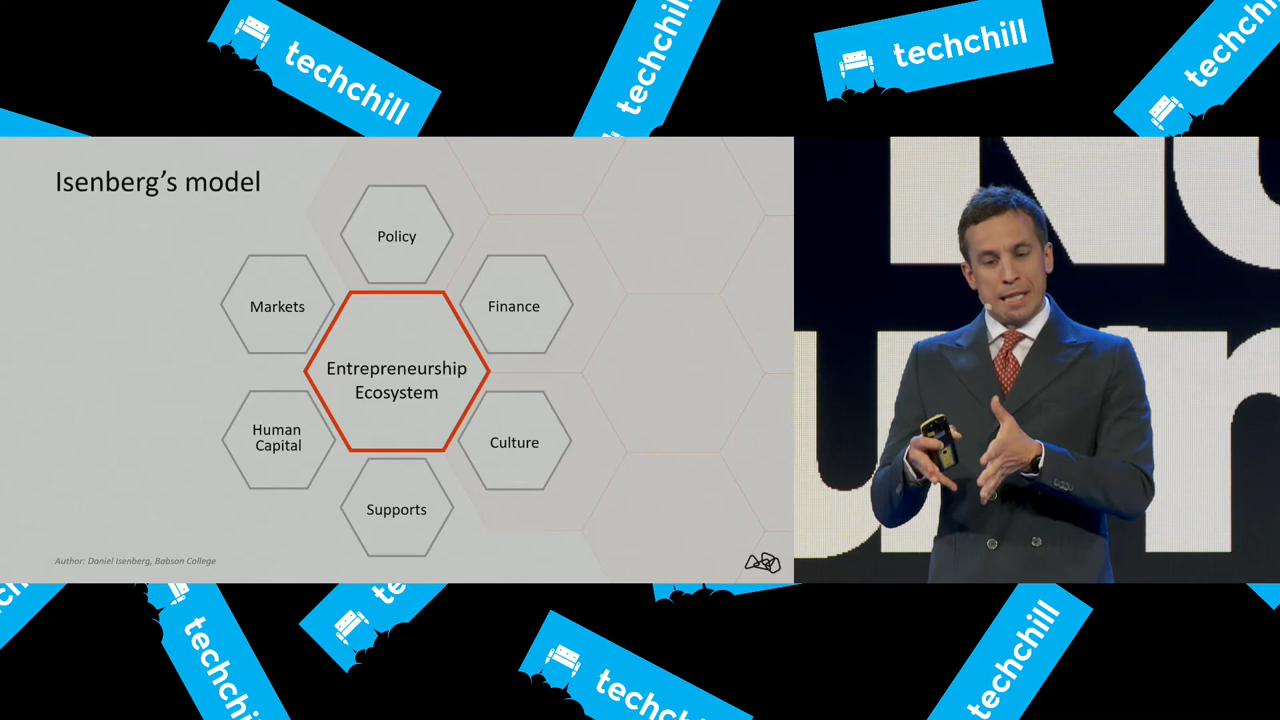 techchill
techchill
techchill
techchill
Isenberg's model
Policy
Markets
Finance
Entrepreneurship
Ecosystem
Human
Capital
Culture
Supports
Author: Daniel Isenberg, Babson College
techchill
techchill
techchill